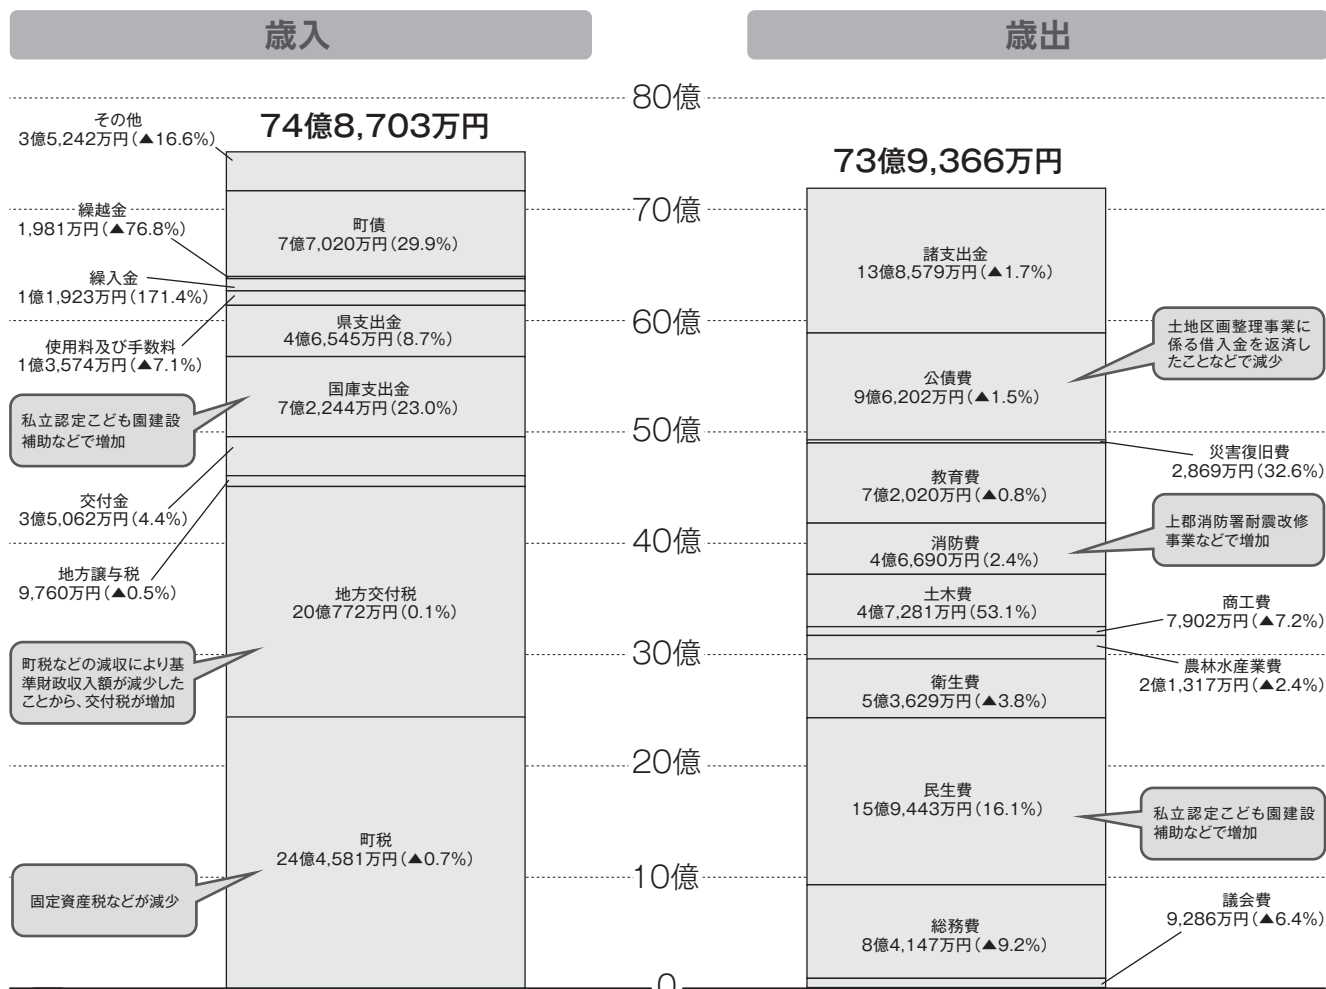 歳入
74億8,703万円
その他
3億5,242万円(▲16.6%)
町債
7億7,020万円(29.9%)
繰越金
1,981万円(▲76.8%)
繰入金
1億1,923万円(171.4%)
使用料及び手数料
1億3,574万円(▲7.1%)
県支出金
4億6,545万円(8.7%)
国庫支出金
7億2,244万円(23.0%)
私立認定こども園建設
補助などで増加
交付金
3億5,062万円(4.4%)
地方譲与税
9,760万円(▲0.5%)
地方交付税
20億772万円(0.1%)
町税などの減収により基
準財政収入額が減少した
ことから、交付税が増加
町税
24億4,581万円(▲0.7%)
固定資産税などが減少
80億
70億
60億
50億
40億
30億
20億
10億
0
歳出
73億9,366万円
諸支出金
13億8,579万円(▲1.7%)
土地区画整理事業に
係る借入金を返済し
たことなどで減少
公債費
9億6,202万円(▲1.5%)
災害復旧費
2,869万円(32.6%)
教育費
7億2,020万円(▲0.8%)
上郡消防署耐震改修
事業などで増加
消防費
4億6,690万円(2.4%)
土木費
4億7,281万円(53.1%)
商工費
7,902万円(▲7.2%)
農林水産業費
2億1,317万円(▲2.4%)
衛生費
5億3,629万円(▲3.8%)
民生費
15億9,443万円(16.1%)
私立認定こども園建設
補助などで増加
議会費
9,286万円(▲6.4%)
総務費
8億4,147万円(▲9.2%)